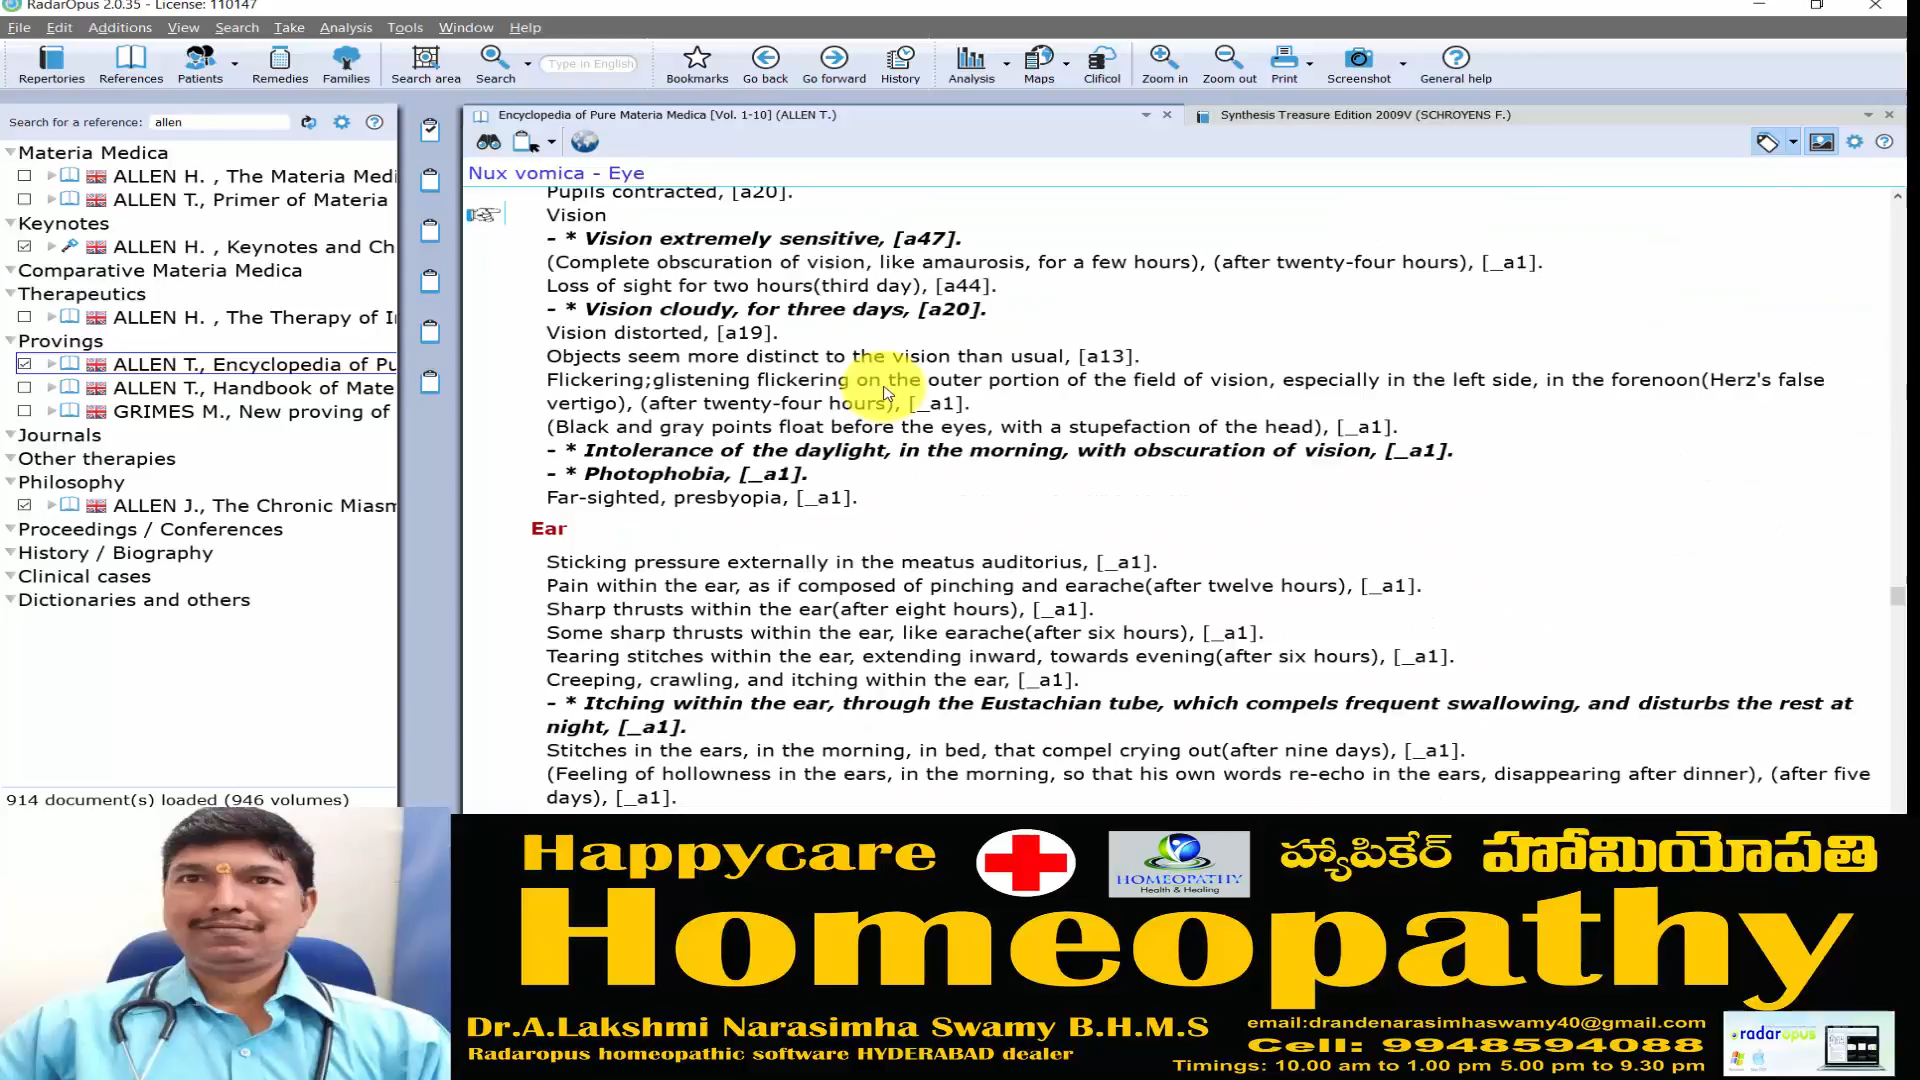 RadarOpus 2.0.35 - License: 110147
File Edit Additions View Search Take Analysis Tools Window Help
Repertories References Patients Remedies Families Search area Search Type in English Bookmarks Go back Go forward History Analysis Maps Clificol Zoom in Zoom out Print Screenshot General help
Search for a reference: allen
Materia Medica
ALLEN H. , The Materia Medi
ALLEN T., Primer of Materia
Keynotes
ALLEN H. , Keynotes and Ch
Comparative Materia Medica
Therapeutics
ALLEN H. , The Therapy of I
Provings
ALLEN T., Encyclopedia of Pu
ALLEN T., Handbook of Mate
GRIMES M., New proving of
Journals
Other therapies
Philosophy
ALLEN J., The Chronic Miasm
Proceedings / Conferences
History / Biography
Clinical cases
Dictionaries and others
914 document(s) loaded (946 volumes)
Encyclopedia of Pure Materia Medica [Vol. 1-10] (ALLEN T.)
Synthesis Treasure Edition 2009V (SCHROYENS F.)
Nux vomica - Eye
Pupils contracted, [a20].
Vision
- * Vision extremely sensitive, [a47].
(Complete obscuration of vision, like amaurosis, for a few hours), (after twenty-four hours), [_a1].
Loss of sight for two hours(third day), [a44].
- * Vision cloudy, for three days, [a20].
Vision distorted, [a19].
Objects seem more distinct to the vision than usual, [a13].
Flickering;glistening flickering on the outer portion of the field of vision, especially in the left side, in the forenoon(Herz's false
vertigo), (after twenty-four hours), [_a1].
(Black and gray points float before the eyes, with a stupefaction of the head), [_a1].
- * Intolerance of the daylight, in the morning, with obscuration of vision, [_a1].
- * Photophobia, [_a1].
Far-sighted, presbyopia, [_a1].
Ear
Sticking pressure externally in the meatus auditorius, [_a1].
Pain within the ear, as if composed of pinching and earache(after twelve hours), [_a1].
Sharp thrusts within the ear(after eight hours), [_a1].
Some sharp thrusts within the ear, like earache(after six hours), [_a1].
Tearing stitches within the ear, extending inward, towards evening(after six hours), [_a1].
Creeping, crawling, and itching within the ear, [_a1].
- * Itching within the ear, through the Eustachian tube, which compels frequent swallowing, and disturbs the rest at
night, [_a1].
Stitches in the ears, in the morning, in bed, that compel crying out(after nine days), [_a1].
(Feeling of hollowness in the ears, in the morning, so that his own words re-echo in the ears, disappearing after dinner), (after five
days), [_a1].
Happycare
HOMEOPATHY
Health & Healing
హ్యాపికేర్ హోమియోపతి
Homeopathy
Dr.A.Lakshmi Narasimha Swamy B.H.M.S
Radaropus homeopathic software HYDERABAD dealer
email:drandenarasimhaswamy40@gmail.com
Cell: 9948594088
Timings: 10.00 am to 1.00 pm 5.00 pm to 9.30 pm
radaropus